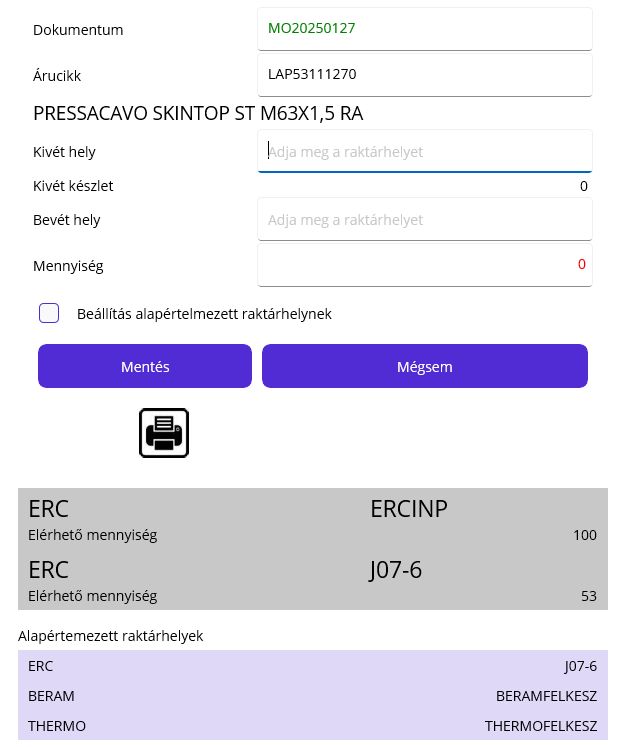 Dokumentum MO20250127
Árucikk LAP53111270
PRESSACAVO SKINTOP ST M63X1,5 RA
Kivét hely Adja meg a raktárhelyet
Kivét készlet 0
Bevét hely Adja meg a raktárhelyet
Mennyiség 0
Beállítás alapértelmezett raktárhelynek
Mentés Mégsem
ERC ERCINP
Elérhető mennyiség 100
ERC J07-6
Elérhető mennyiség 53
Alapértemezett raktárhelyek
ERC J07-6
BERAM BERAMFELKESZ
THERMO THERMOFELKESZ